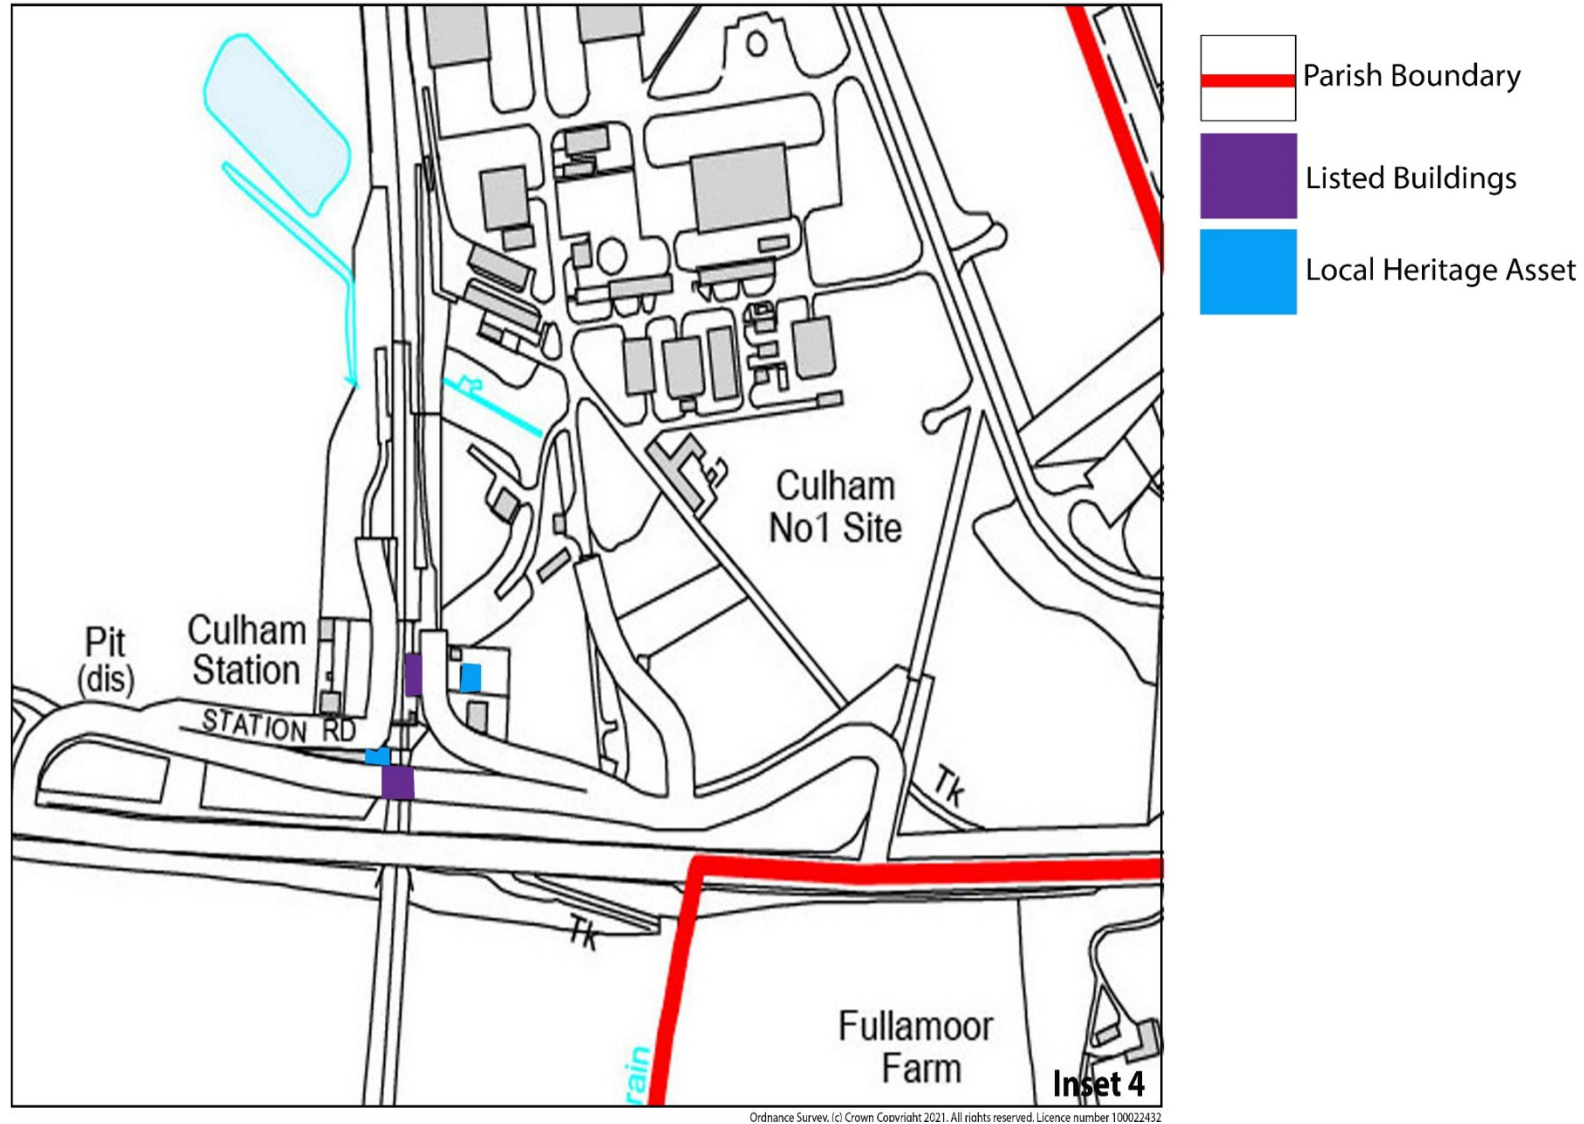 Parish Boundary
Listed Buildings
Local Heritage Asset
Culham
No1 Site
Culham
Station
Pit
(dis)
STATION RD
Tk
Tk
rain
Fullamoor
Farm
Inset 4
Ordnance Survey, (c) Crown Copyright 2021. All rights reserved. Licence number 100022432